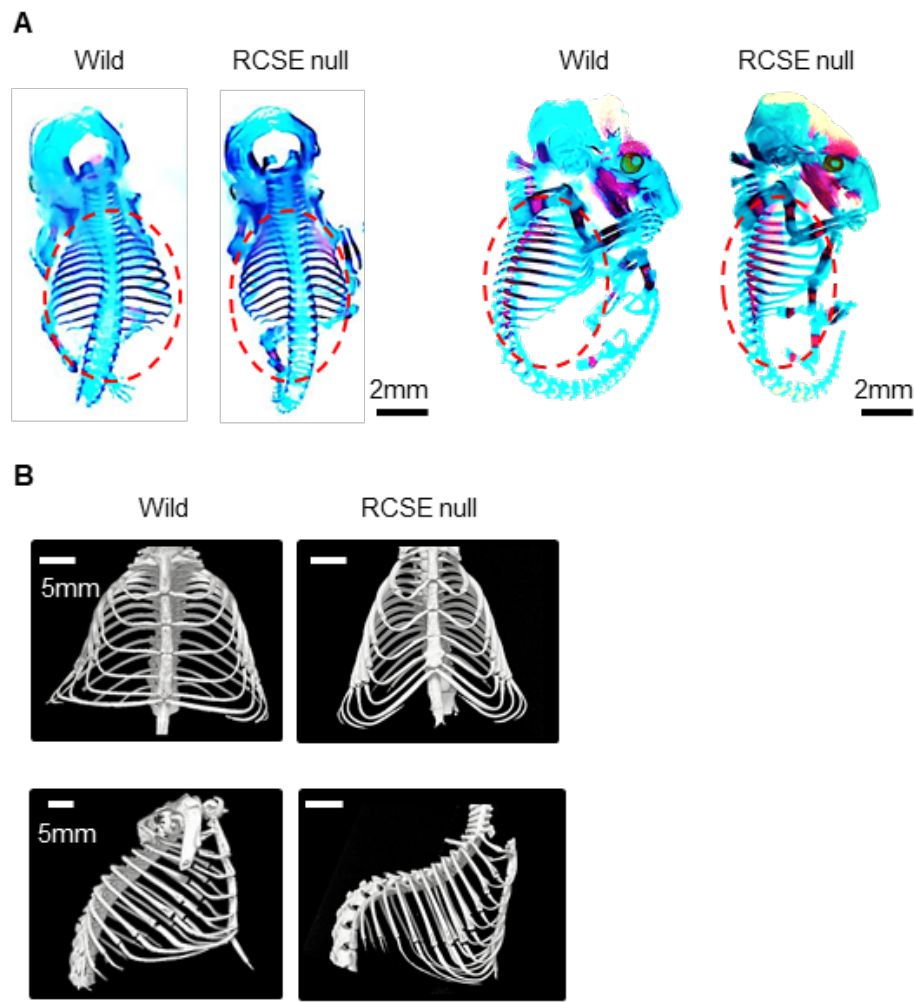 A
Wild RCSE null Wild RCSE null
2mm 2mm
B
Wild RCSE null
5mm
5mm